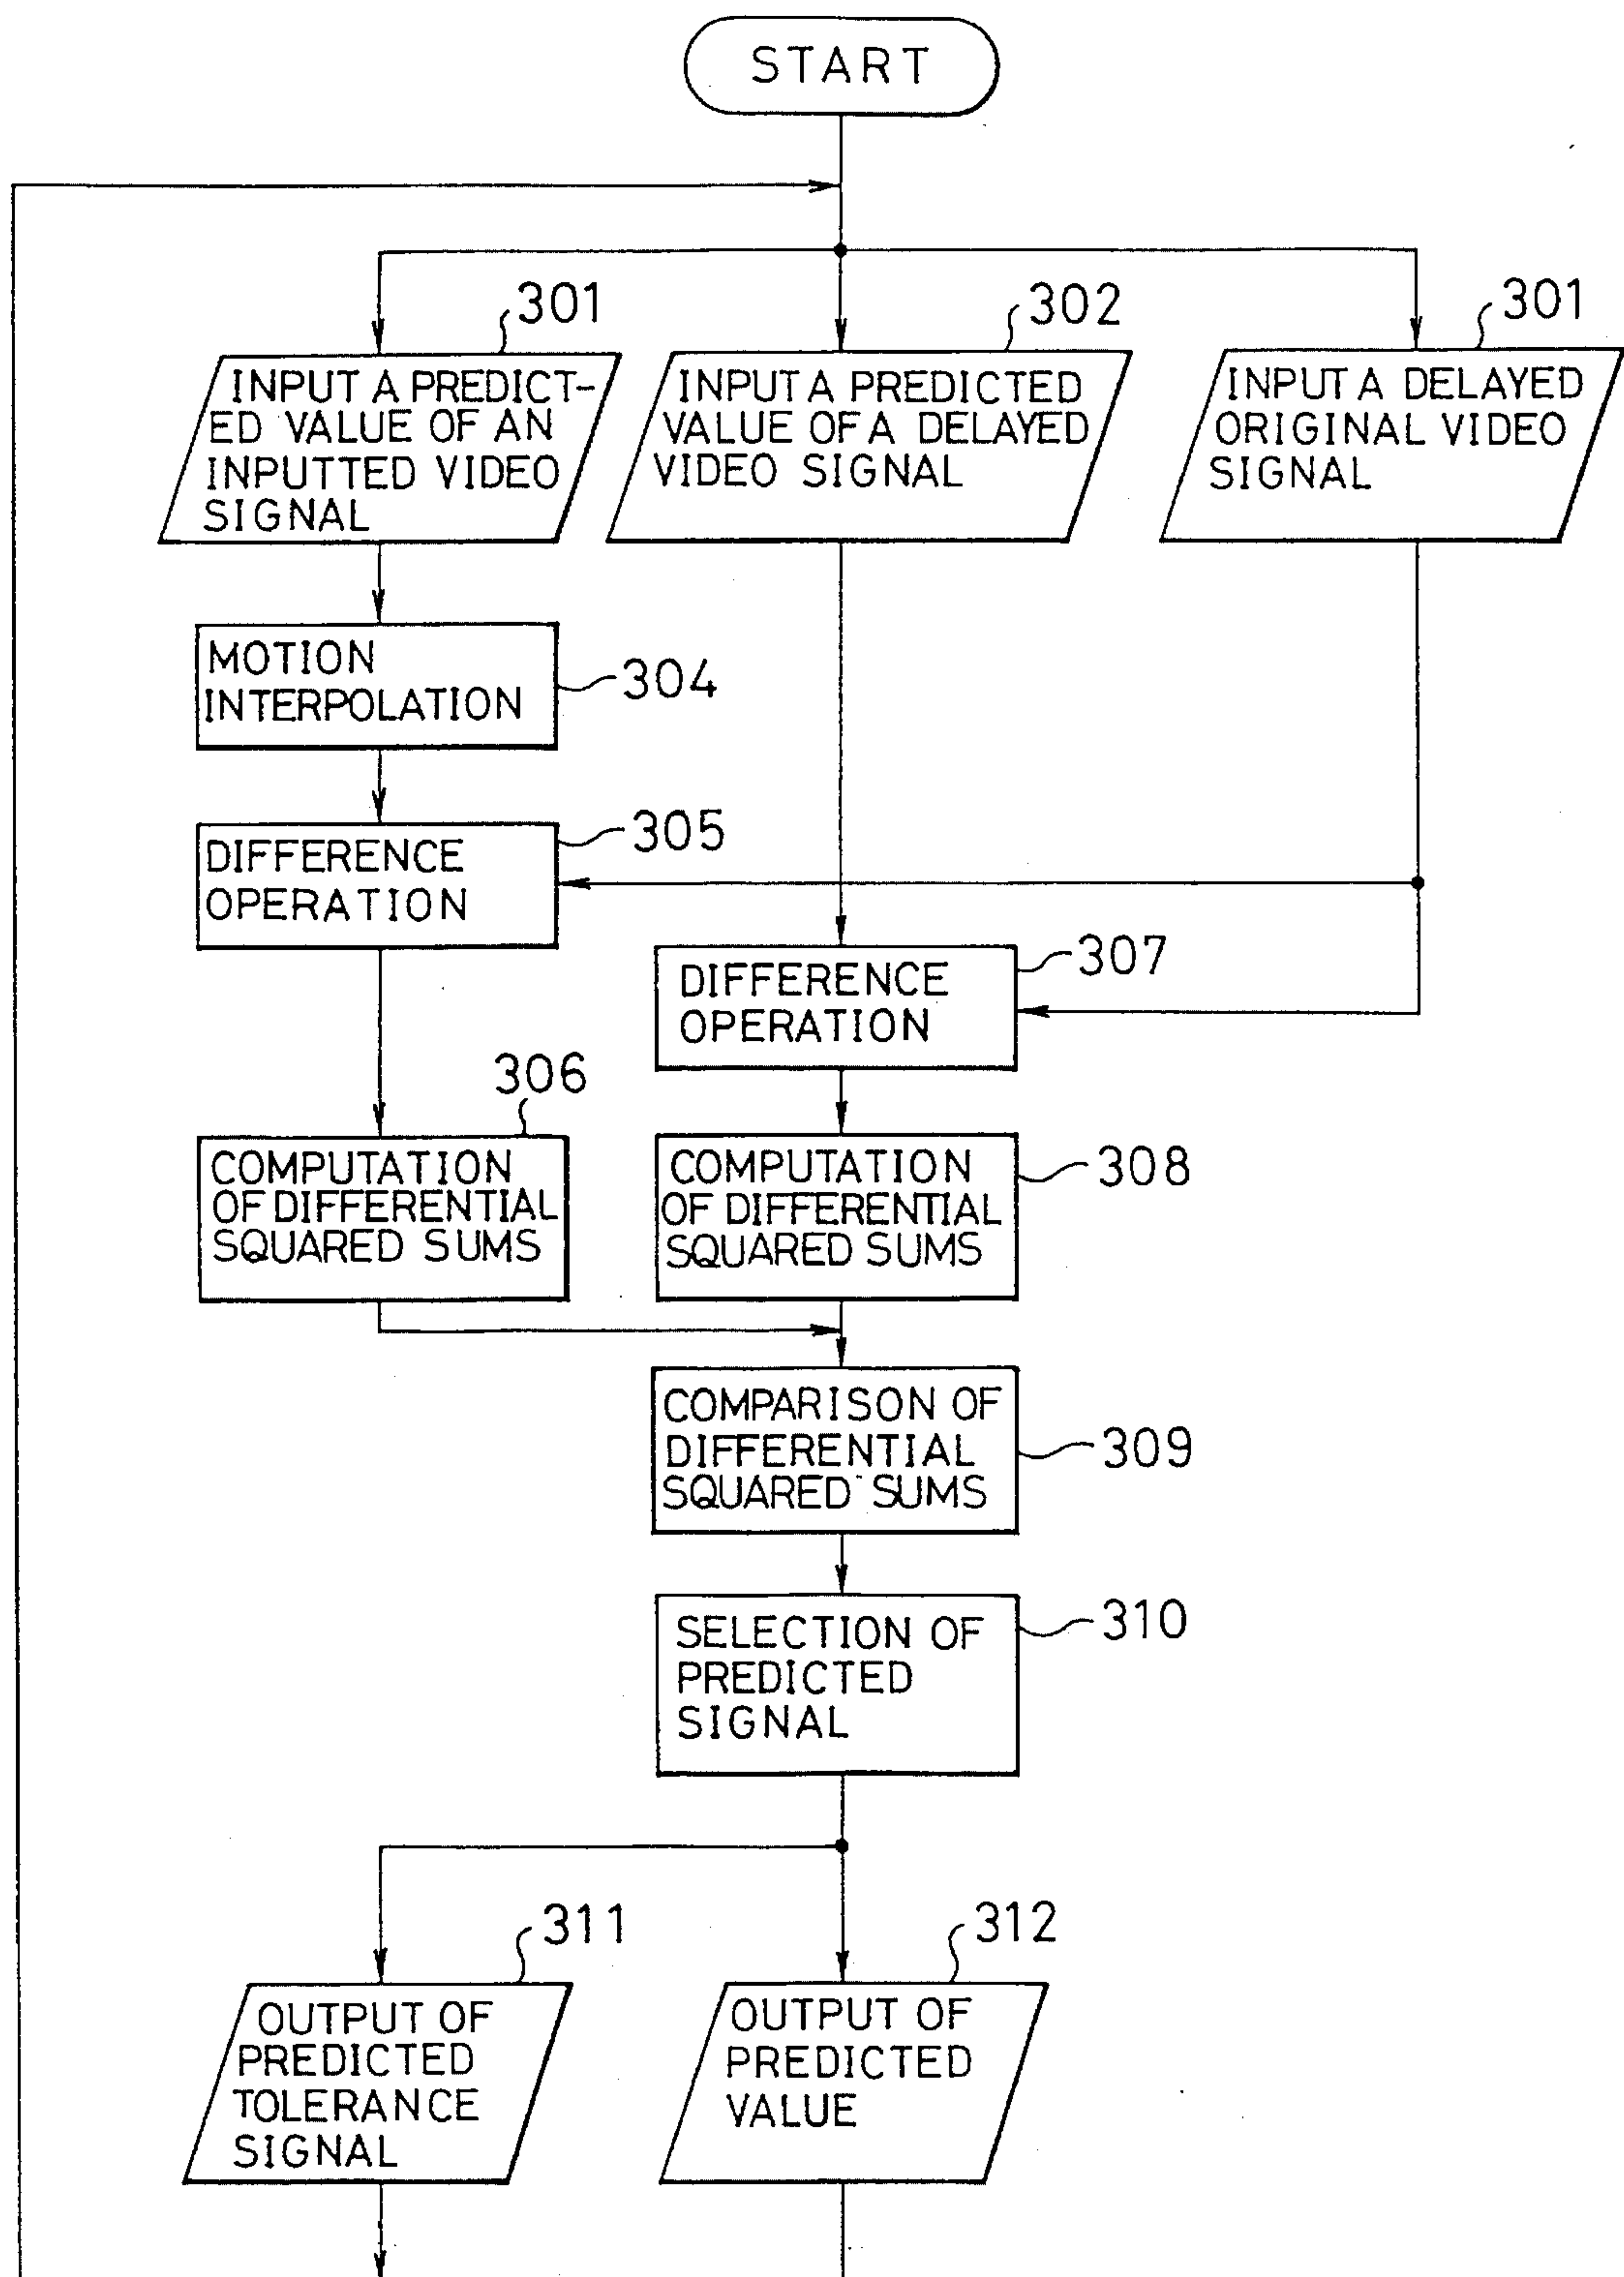 START
301
302
301
INPUT A PREDICT-
ED VALUE OF AN
INPUTTED VIDEO
SIGNAL
INPUT A PREDICTED
VALUE OF A DELAYED
VIDEO SIGNAL
INPUT A DELAYED
ORIGINAL VIDEO
SIGNAL
MOTION
INTERPOLATION
304
DIFFERENCE
OPERATION
305
DIFFERENCE
OPERATION
307
306
COMPUTATION
OF DIFFERENTIAL
SQUARED SUMS
COMPUTATION
OF DIFFERENTIAL
SQUARED SUMS
308
COMPARISON OF
DIFFERENTIAL
SQUARED SUMS
309
SELECTION OF
PREDICTED
SIGNAL
310
311
312
OUTPUT OF
PREDICTED
TOLERANCE
SIGNAL
OUTPUT OF
PREDICTED
VALUE